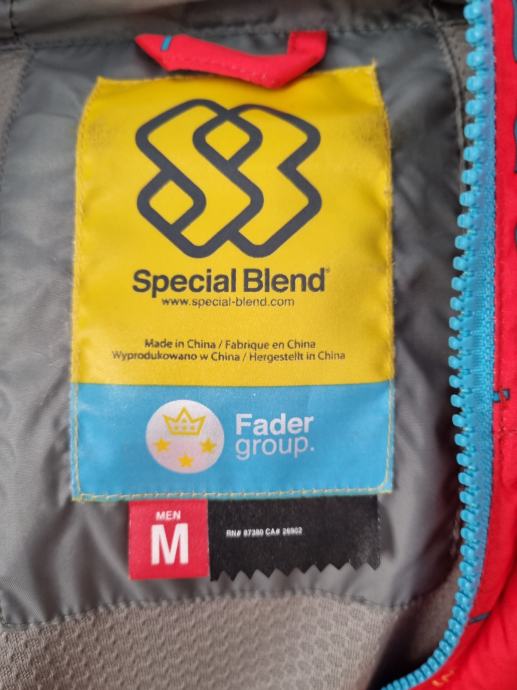 Special Blend®
www.special-blend.com
Made in China / Fabrique en China
Wyprodukowano w China / Hergestellt in China
Fader
group.
MEN
M
RN# 87380 CA# 26902